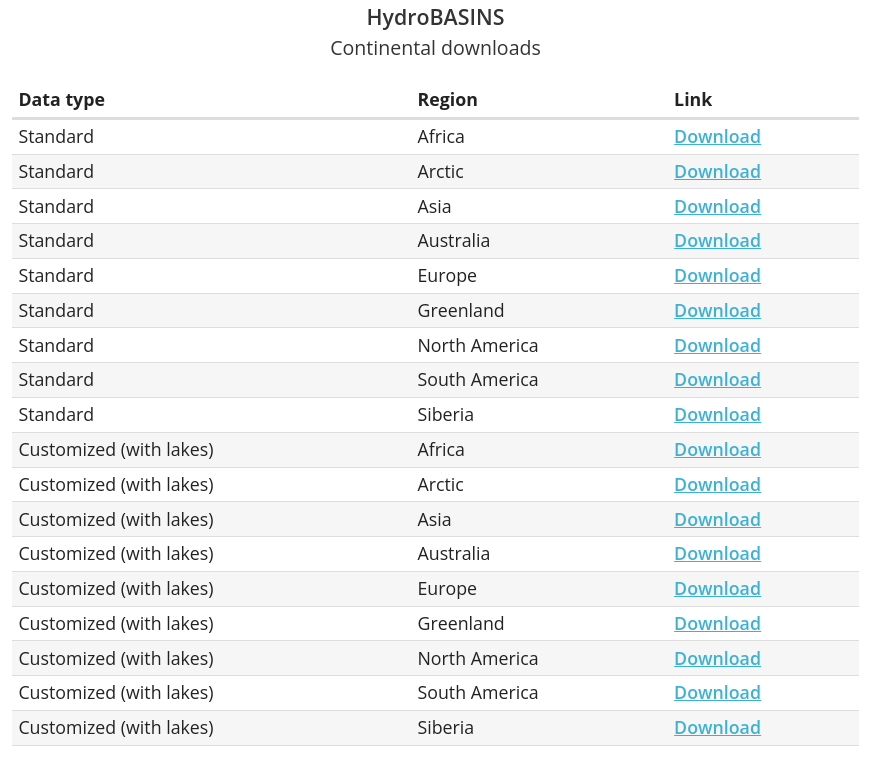 HydroBASINS
Continental downloads
Data type Region Link
Standard Africa Download
Standard Arctic Download
Standard Asia Download
Standard Australia Download
Standard Europe Download
Standard Greenland Download
Standard North America Download
Standard South America Download
Standard Siberia Download
Customized (with lakes) Africa Download
Customized (with lakes) Arctic Download
Customized (with lakes) Asia Download
Customized (with lakes) Australia Download
Customized (with lakes) Europe Download
Customized (with lakes) Greenland Download
Customized (with lakes) North America Download
Customized (with lakes) South America Download
Customized (with lakes) Siberia Download